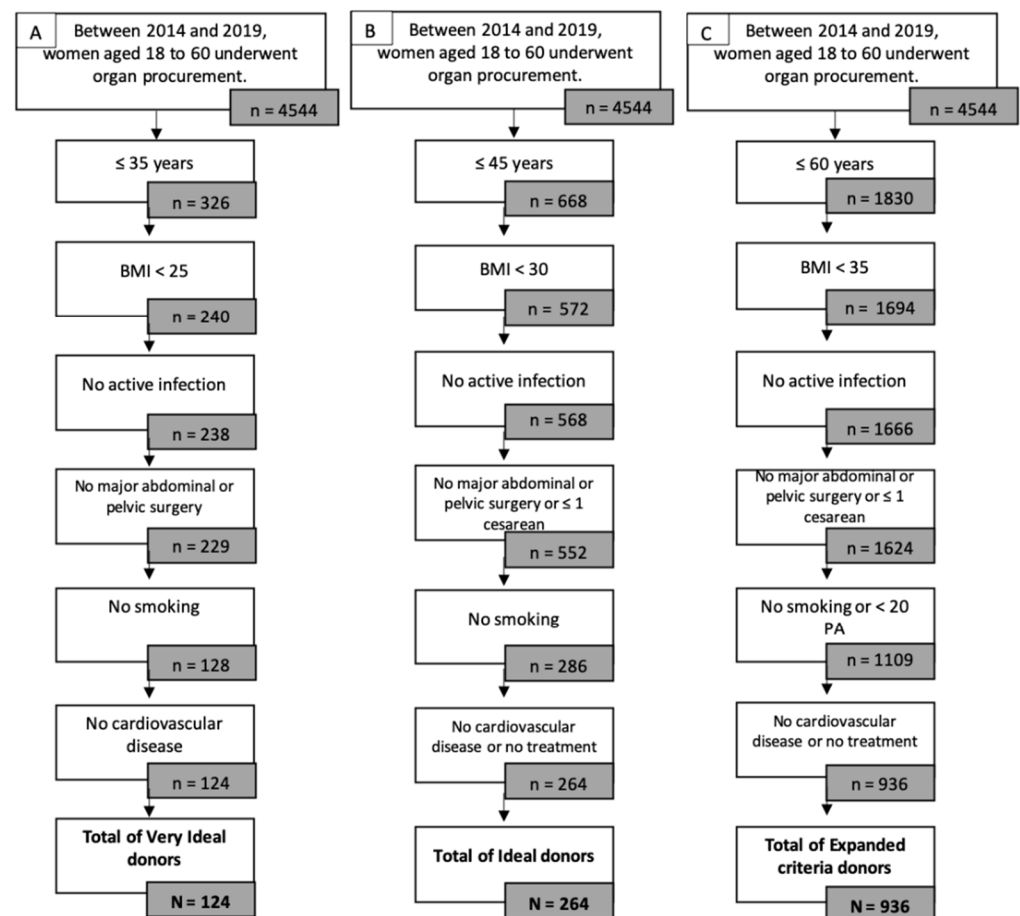 A
Between 2014 and 2019,
women aged 18 to 60 underwent
organ procurement.
n = 4544
≤ 35 years
n = 326
BMI < 25
n = 240
No active infection
n = 238
No major abdominal or
pelvic surgery
n = 229
No smoking
n = 128
No cardiovascular
disease
n = 124
Total of Very Ideal
donors
N = 124
B
Between 2014 and 2019,
women aged 18 to 60 underwent
organ procurement.
n = 4544
≤ 45 years
n = 668
BMI < 30
n = 572
No active infection
n = 568
No major abdominal or
pelvic surgery or ≤ 1
cesarean
n = 552
No smoking
n = 286
No cardiovascular
disease or no treatment
n = 264
Total of Ideal donors
N = 264
C
Between 2014 and 2019,
women aged 18 to 60 underwent
organ procurement.
n = 4544
≤ 60 years
n = 1830
BMI < 35
n = 1694
No active infection
n = 1666
No major abdominal or
pelvic surgery or ≤ 1
cesarean
n = 1624
No smoking or < 20
PA
n = 1109
No cardiovascular
disease or no treatment
n = 936
Total of Expanded
criteria donors
N = 936